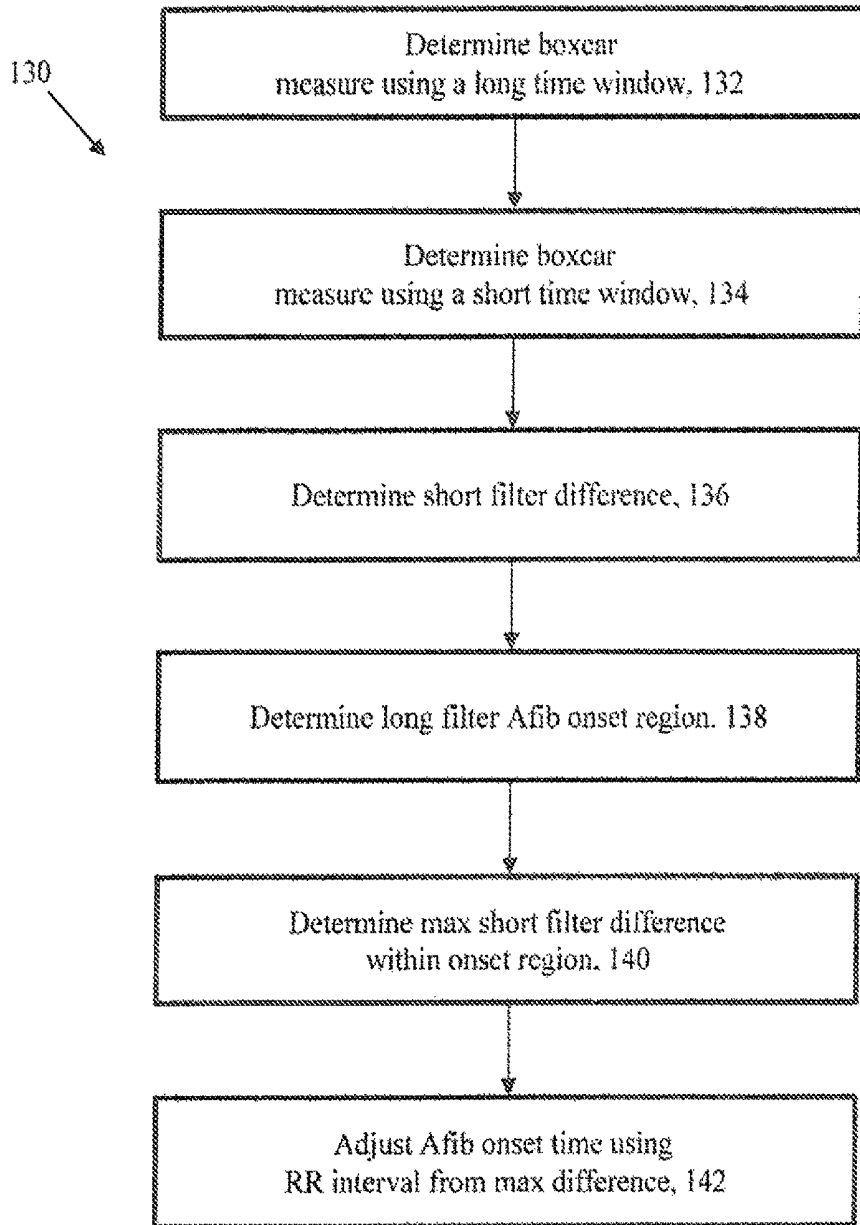 130
Determine boxcar
measure using a long time window, 132
Determine boxcar
measure using a short time window, 134
Determine short filter difference, 136
Determine long filter Afib onset region. 138
Determine max short filter difference
within onset region. 140
Adjust Afib onset time using
RR interval from max difference, 142